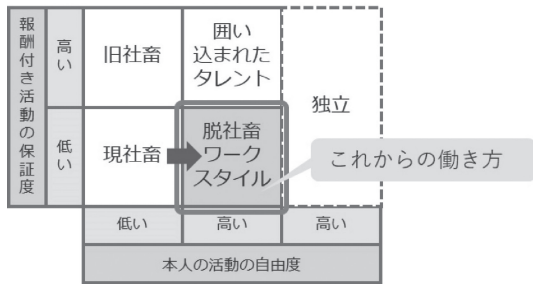 報酬付き活動の保証度
高い
旧社畜
囲い
込まれた
タレント
独立
低い
現社畜
脱社畜
ワーク
スタイル
これからの働き方
低い
高い
高い
本人の活動の自由度